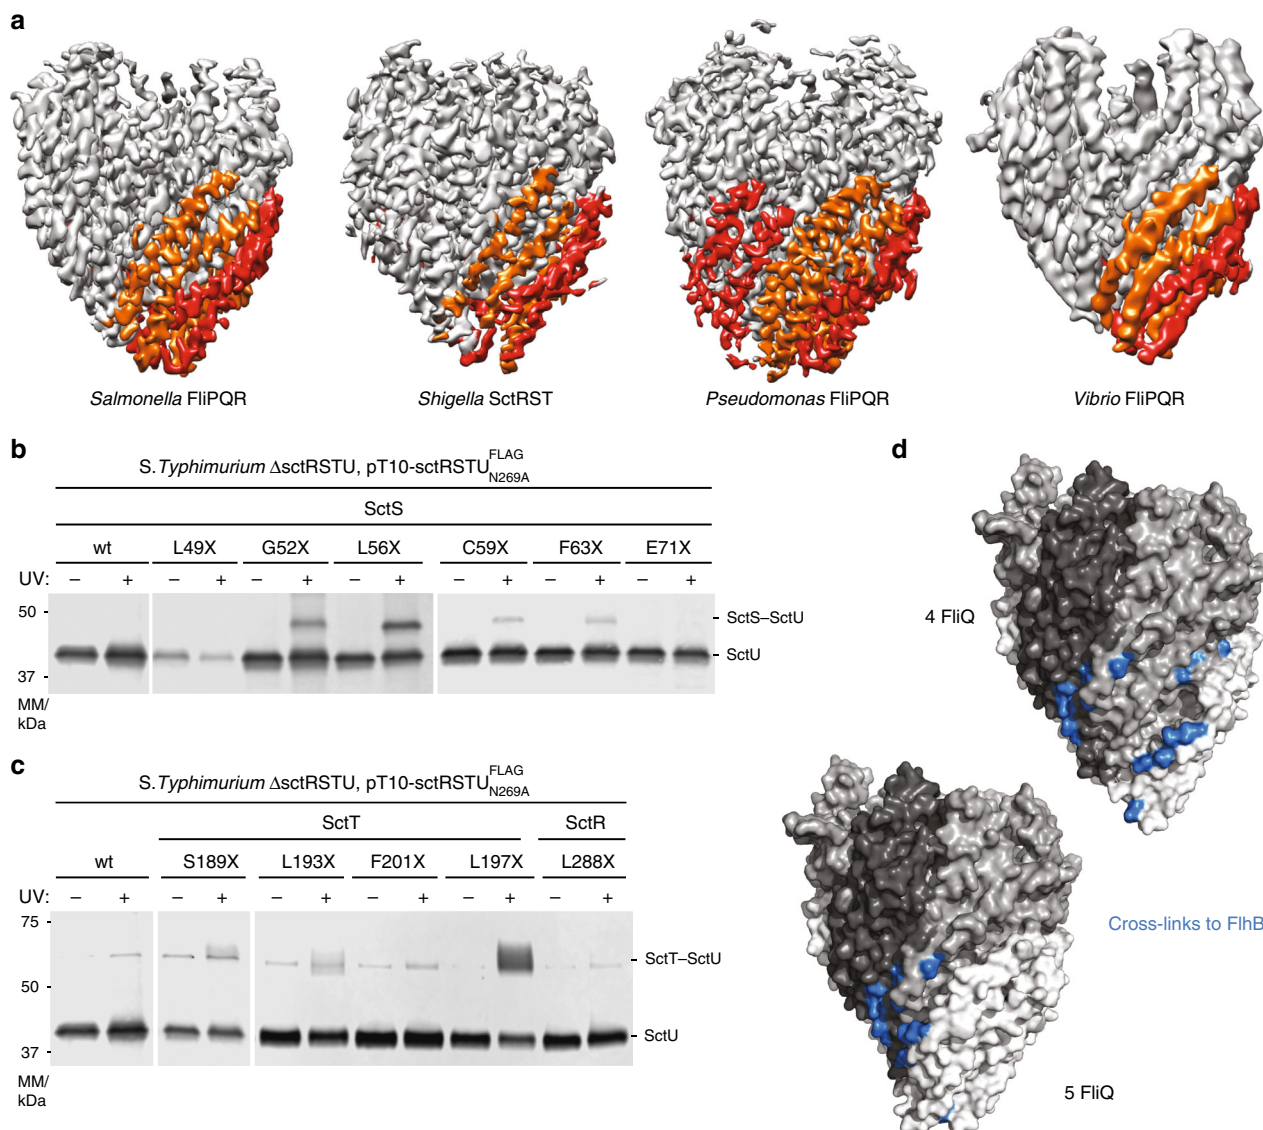 a
Salmonella FliPQR
Shigella SctRST
Pseudomonas FliPQR
Vibrio FliPQR
b
S.Typhimurium ΔsctRSTU, pT10-sctRSTU FLAG N269A
SctS
wt L49X G52X L56X C59X F63X E71X
UV: – + – + – + – + – + – + – +
50
SctS–SctU
SctU
37
MM/
kDa
c
S.Typhimurium ΔsctRSTU, pT10-sctRSTU FLAG N269A
SctT SctR
wt S189X L193X F201X L197X L288X
UV: – + – + – + – + – + – +
75
SctT–SctU
50
SctU
37
MM/
kDa
d
4 FliQ
Cross-links to FlhB
5 FliQ